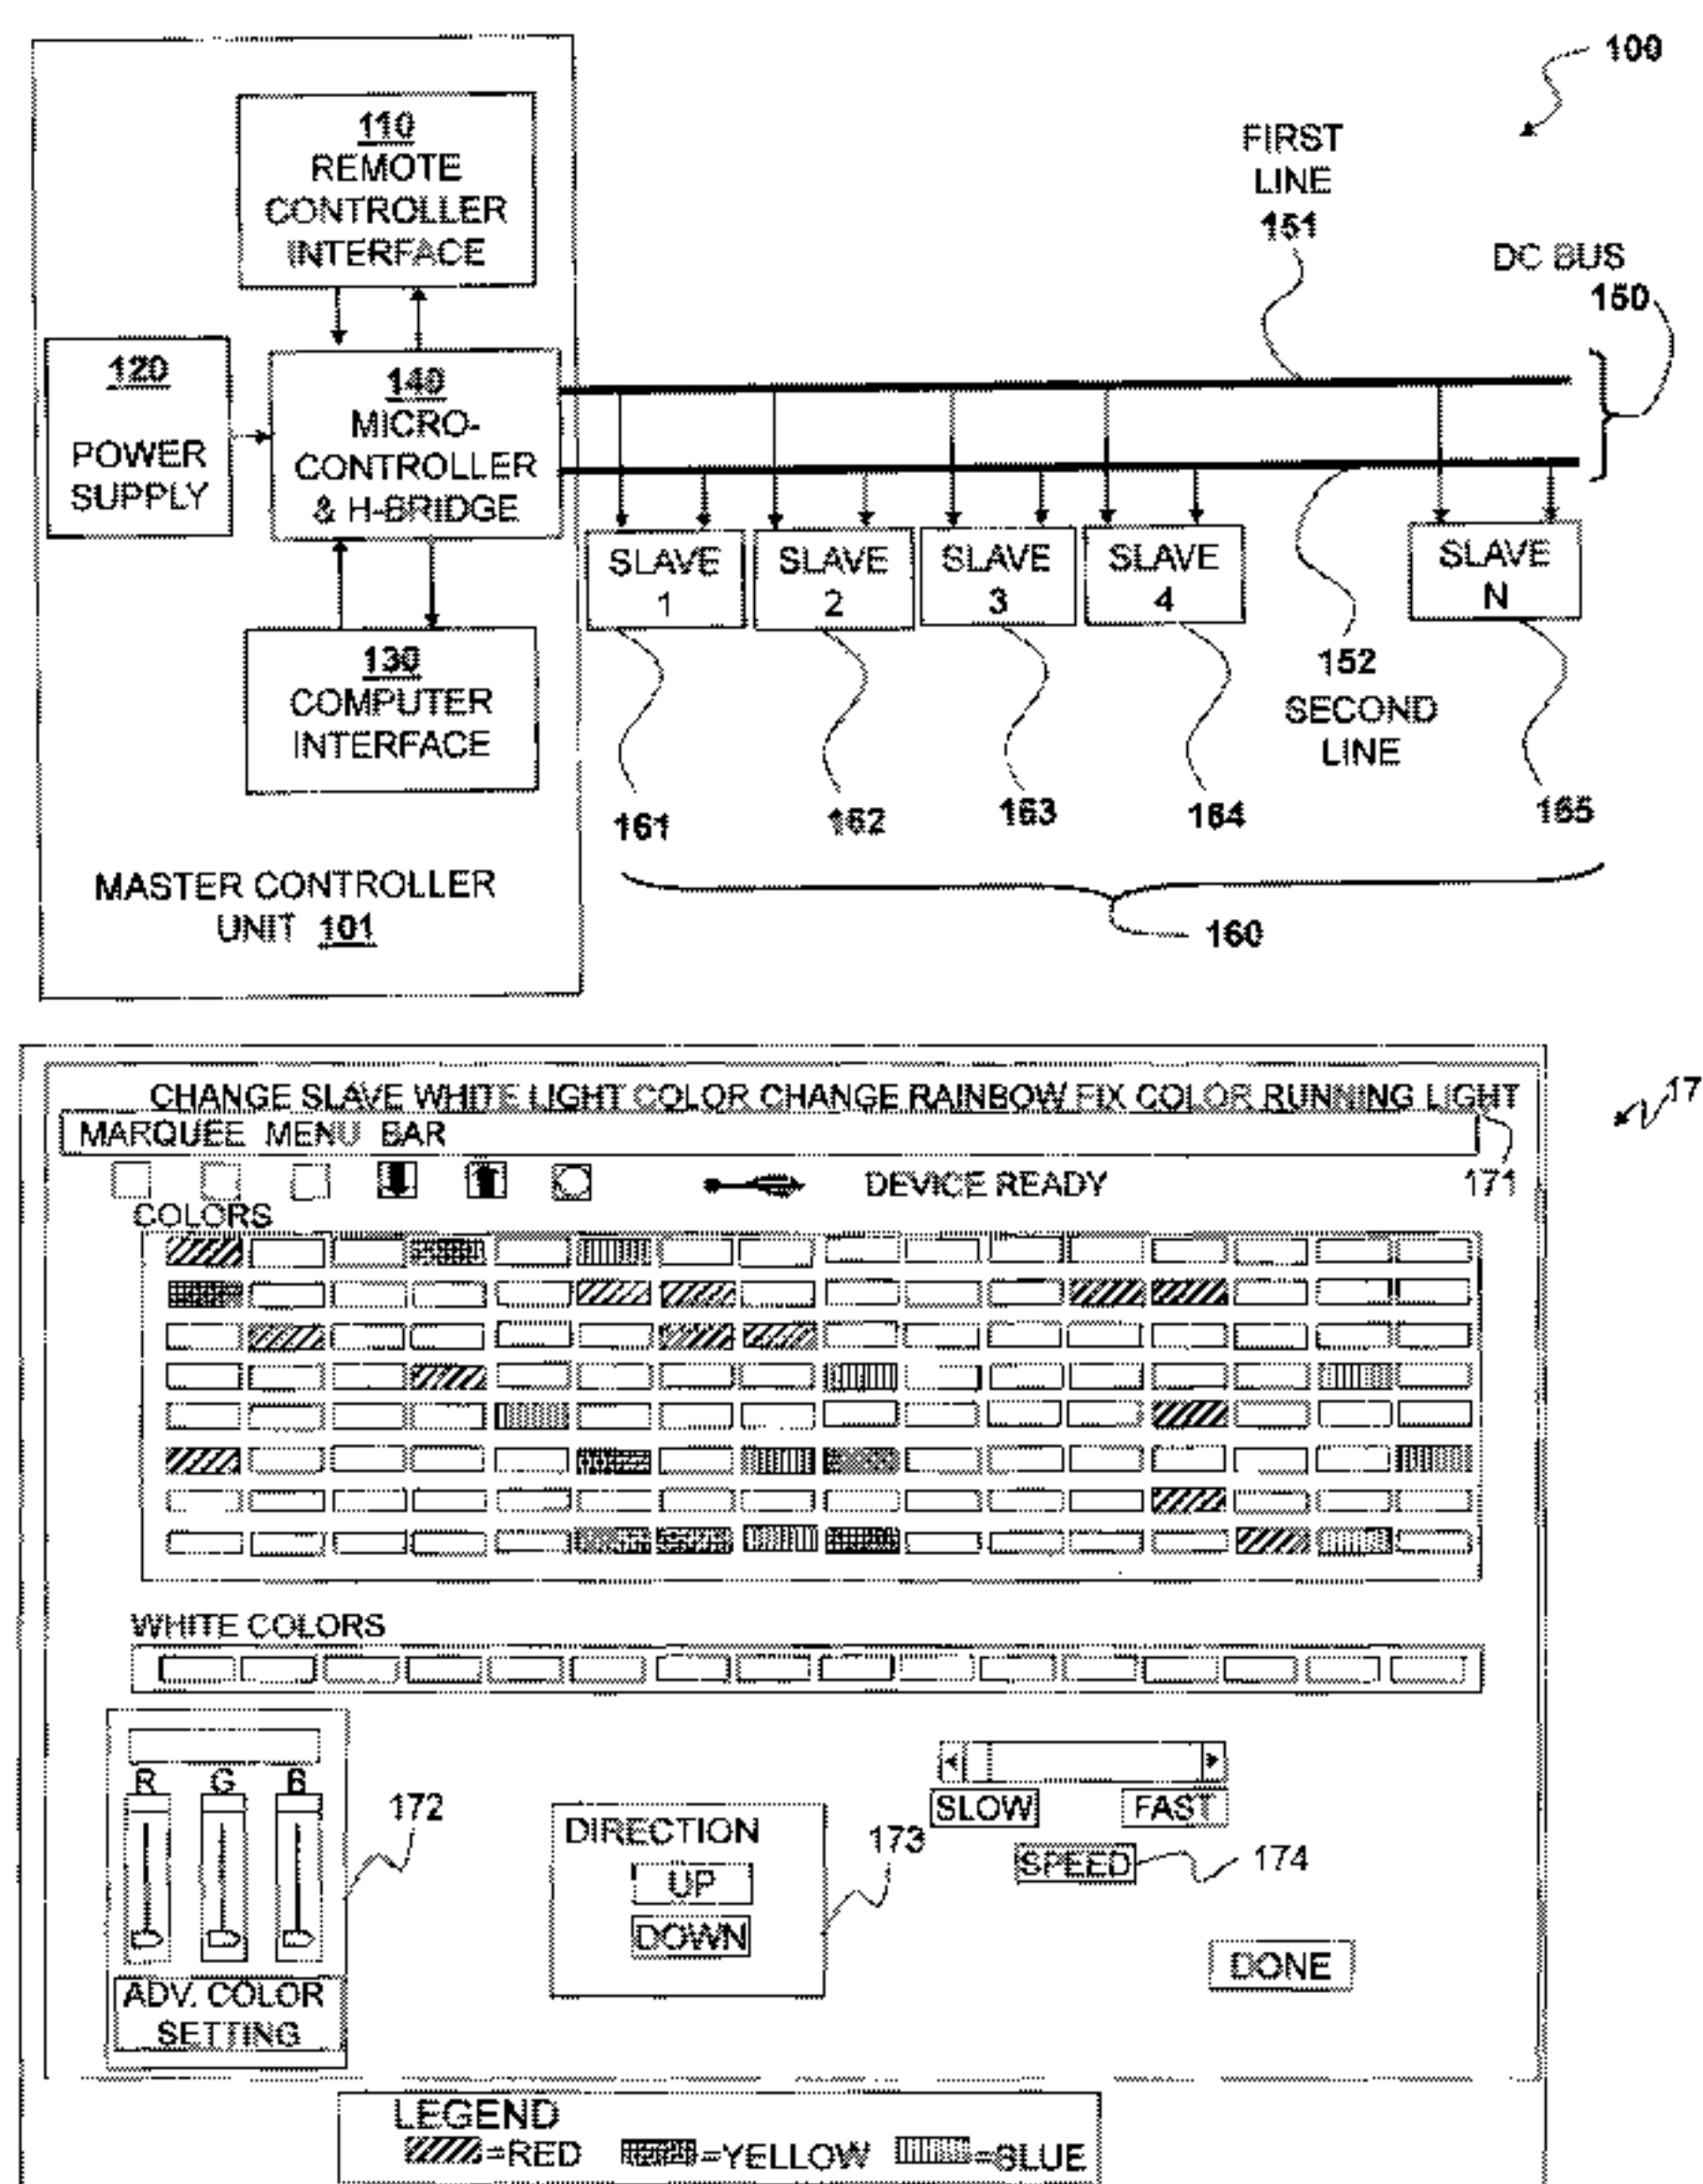 100
110
REMOTE
CONTROLLER
INTERFACE
FIRST
LINE
151
DC BUS
150
120
POWER
SUPPLY
140
MICRO-
CONTROLLER
& H-BRIDGE
SLAVE
1
SLAVE
2
SLAVE
3
SLAVE
4
SLAVE
N
130
COMPUTER
INTERFACE
152
SECOND
LINE
161
162
163
164
165
MASTER CONTROLLER
UNIT 101
160
CHANGE SLAVE WHITE LIGHT COLOR CHANGE RAINBOW FIX COLOR RUNNING LIGHT
17
MARQUEE MENU BAR
171
DEVICE READY
COLORS
WHITE COLORS
R G B
172
ADV. COLOR
SETTING
DIRECTION
UP
DOWN
173
SLOW FAST
SPEED
174
DONE
LEGEND
=RED =YELLOW =BLUE